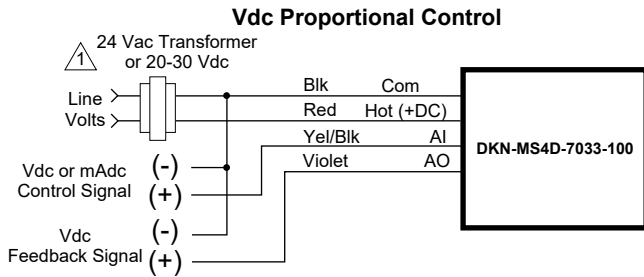 Vdc Proportional Control
24 Vac Transformer
or 20-30 Vdc
1
Line
Volts
Blk Com
Red Hot (+DC)
Yel/Blk AI
Violet AO
DKN-MS4D-7033-100
Vdc or mAdc
Control Signal
(-)
(+)
Vdc
Feedback Signal
(-)
(+)